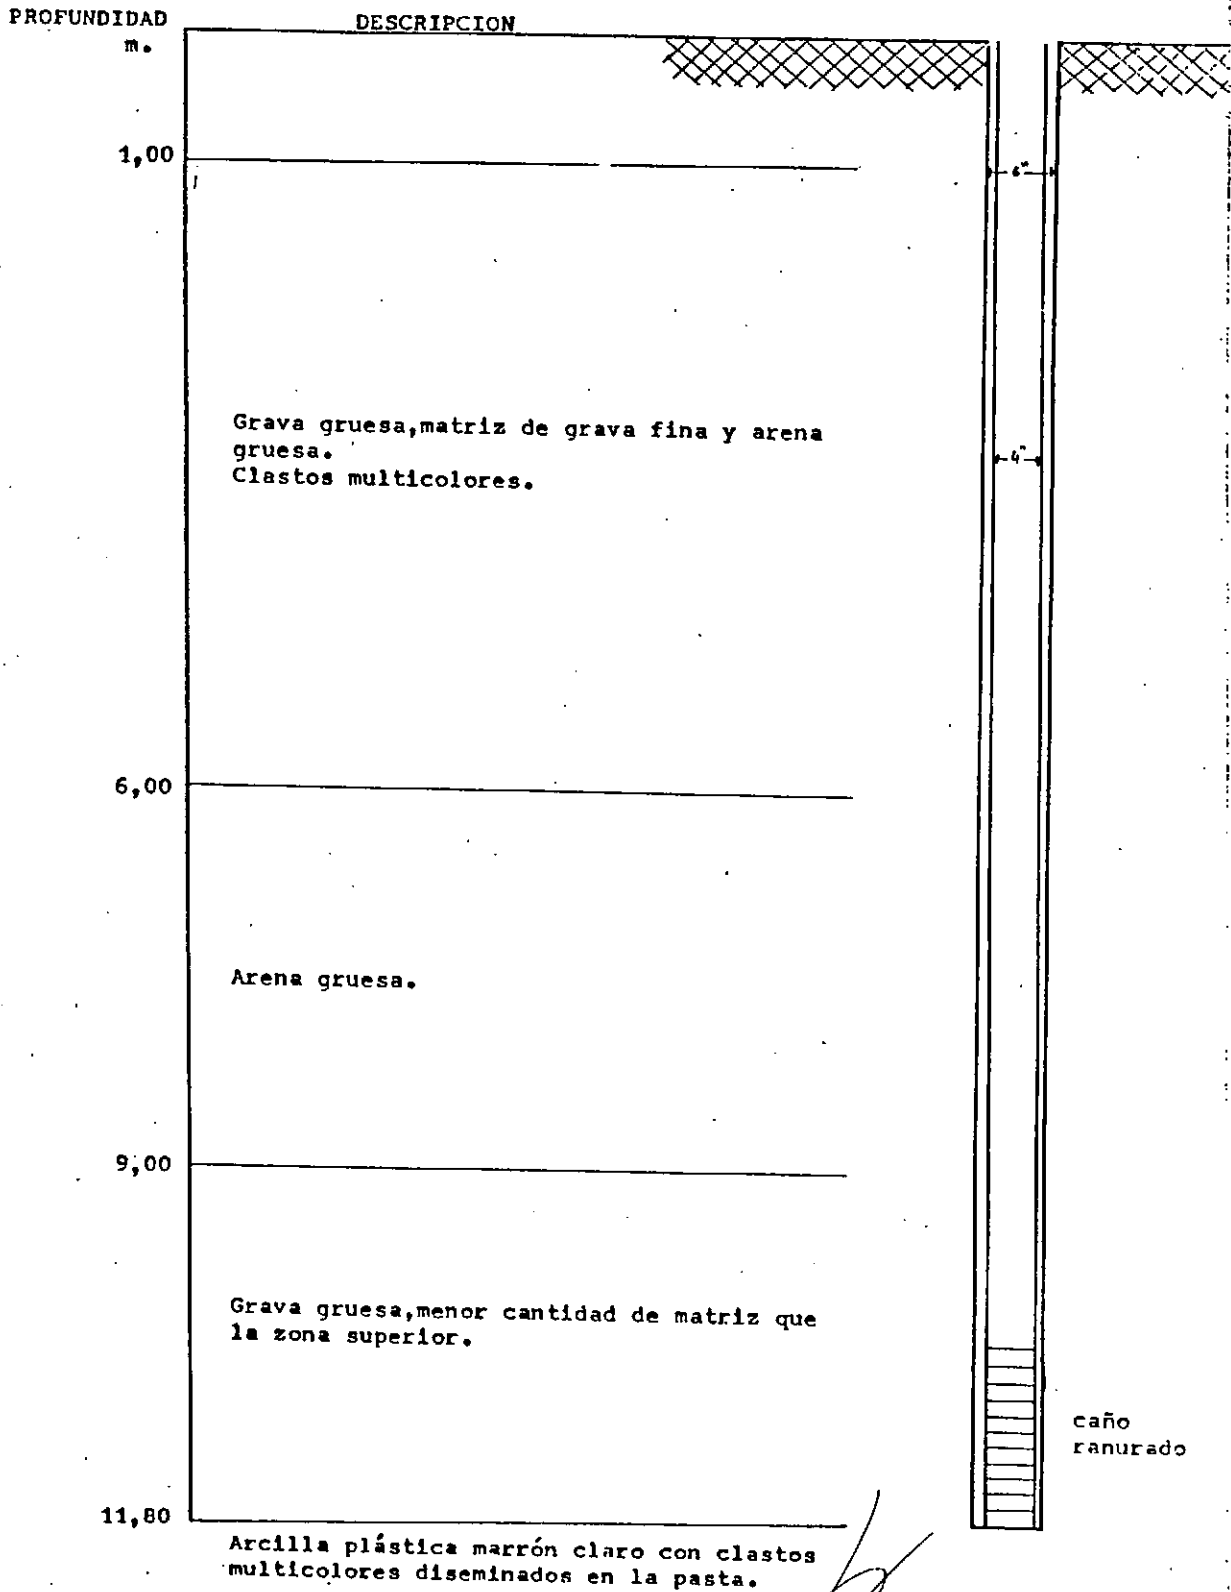 PROFUNDIDAD
m.
DESCRIPCION
1,00
6"
Grava gruesa,matriz de grava fina y arena
gruesa.
Clastos multicolores.
4"
6,00
Arena gruesa.
9,00
Grava gruesa,menor cantidad de matriz que
la zona superior.
caño
ranurado
11,80
Arcilla plástica marrón claro con clastos
multicolores diseminados en la pasta.